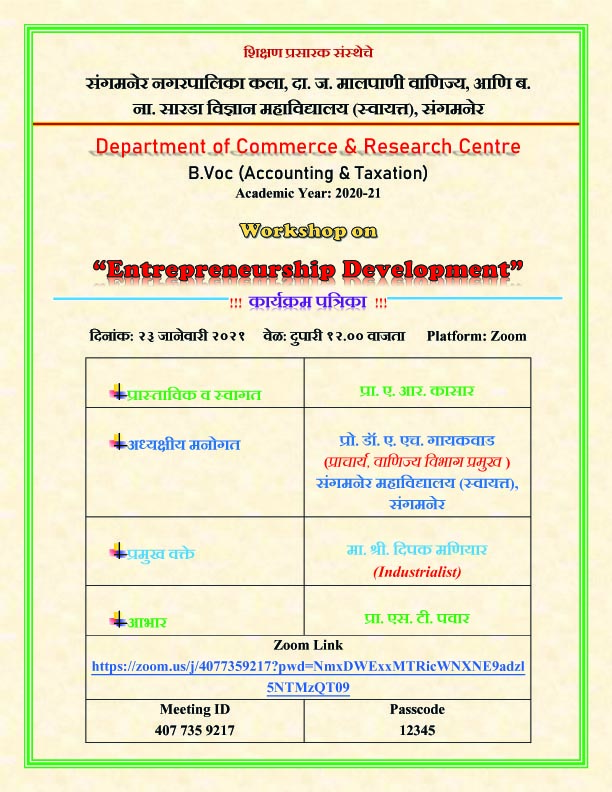 शिक्षण प्रसारक संस्थेचे
संगमनेर नगरपालिका कला, दा. ज. मालपाणी वाणिज्य, आणि ब.
ना. सारडा विज्ञान महाविद्यालय (स्वायत्त), संगमनेर
Department of Commerce & Research Centre
B.Voc (Accounting & Taxation)
Academic Year: 2020-21
Workshop on
“Entrepreneurship Development”
!!! कार्यक्रम पत्रिका !!!
दिनांक: २३ जानेवारी २०२१ वेळ: दुपारी १२.०० वाजता Platform: Zoom
प्रास्ताविक व स्वागत प्रा. ए. आर. कासार
अध्यक्षीय मनोगत प्रो. डॉ. ए. एच. गायकवाड
(प्राचार्य, वाणिज्य विभाग प्रमुख )
संगमनेर महाविद्यालय (स्वायत्त),
संगमनेर
प्रमुख वक्ते मा. श्री. दिपक मणियार
(Industrialist)
आभार प्रा. एस. टी. पवार
Zoom Link
https://zoom.us/j/4077359217?pwd=NmxDWExxMTRicWNXNE9adzl
5NTMzQT09
Meeting ID Passcode
407 735 9217 12345